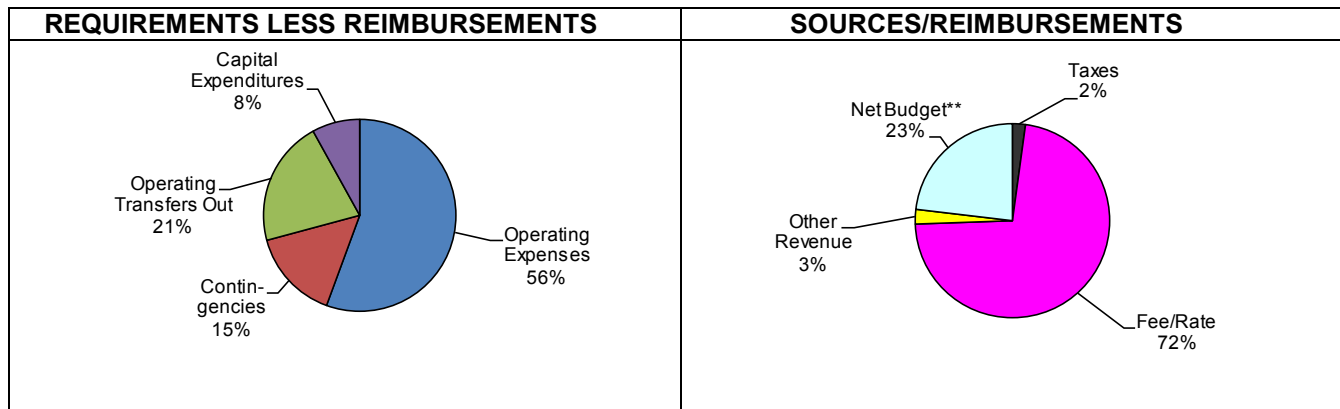 REQUIREMENTS LESS REIMBURSEMENTS
Capital
Expenditures
8%
Operating
Transfers Out
21%
Contin-
gencies
15%
Operating
Expenses
56%
SOURCES/REIMBURSEMENTS
Taxes
2%
Net Budget**
23%
Other
Revenue
3%
Fee/Rate
72%